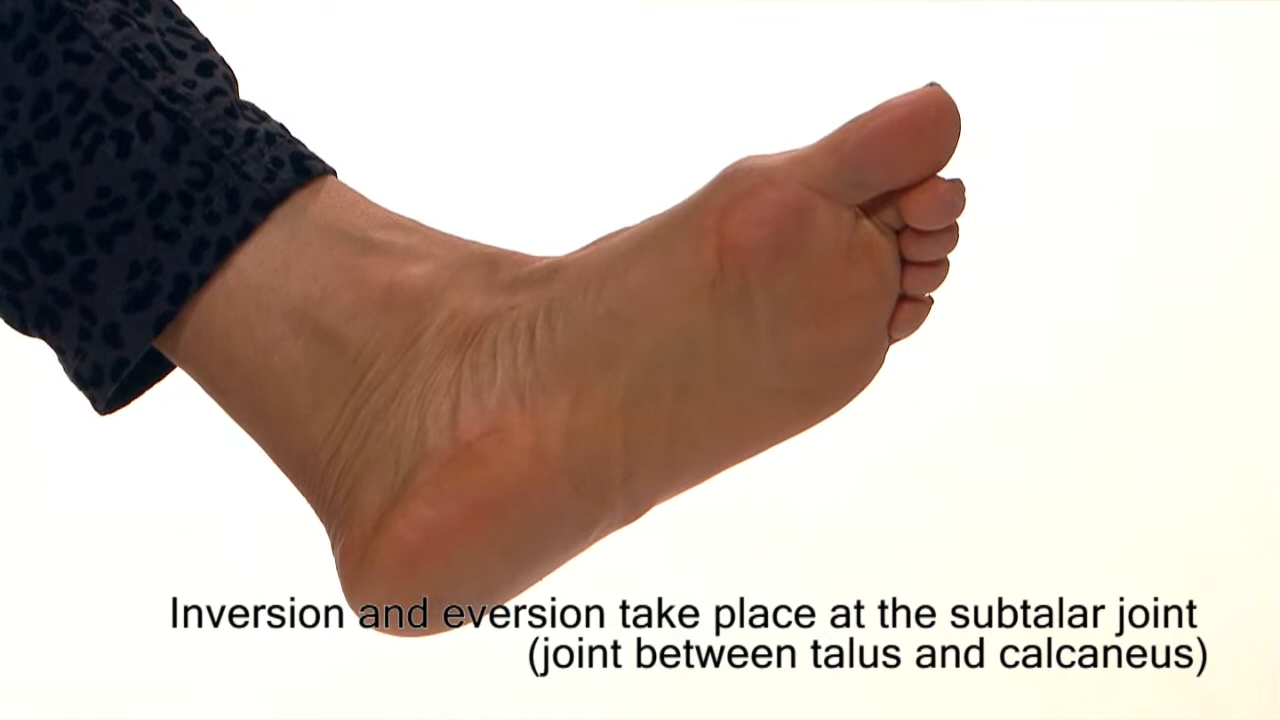 Inversion and eversion take place at the subtalar joint
(joint between talus and calcaneus)